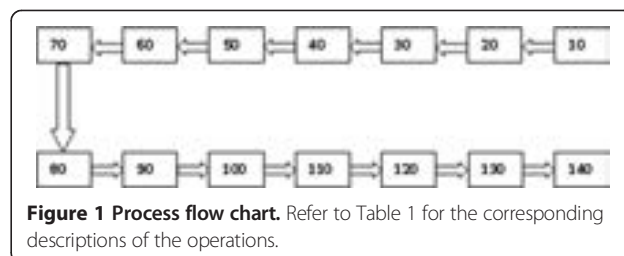 70 60 50 40 30 20 10
80 90 100 110 120 130 140
Figure 1 Process flow chart. Refer to Table 1 for the corresponding
descriptions of the operations.